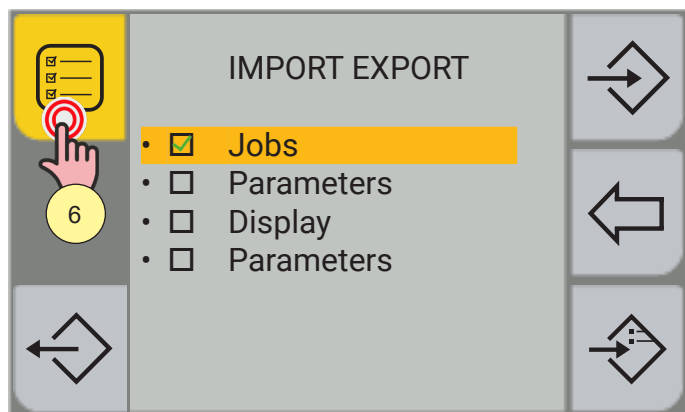 IMPORT EXPORT
• ☑ Jobs
• ☐ Parameters
• ☐ Display
• ☐ Parameters
6